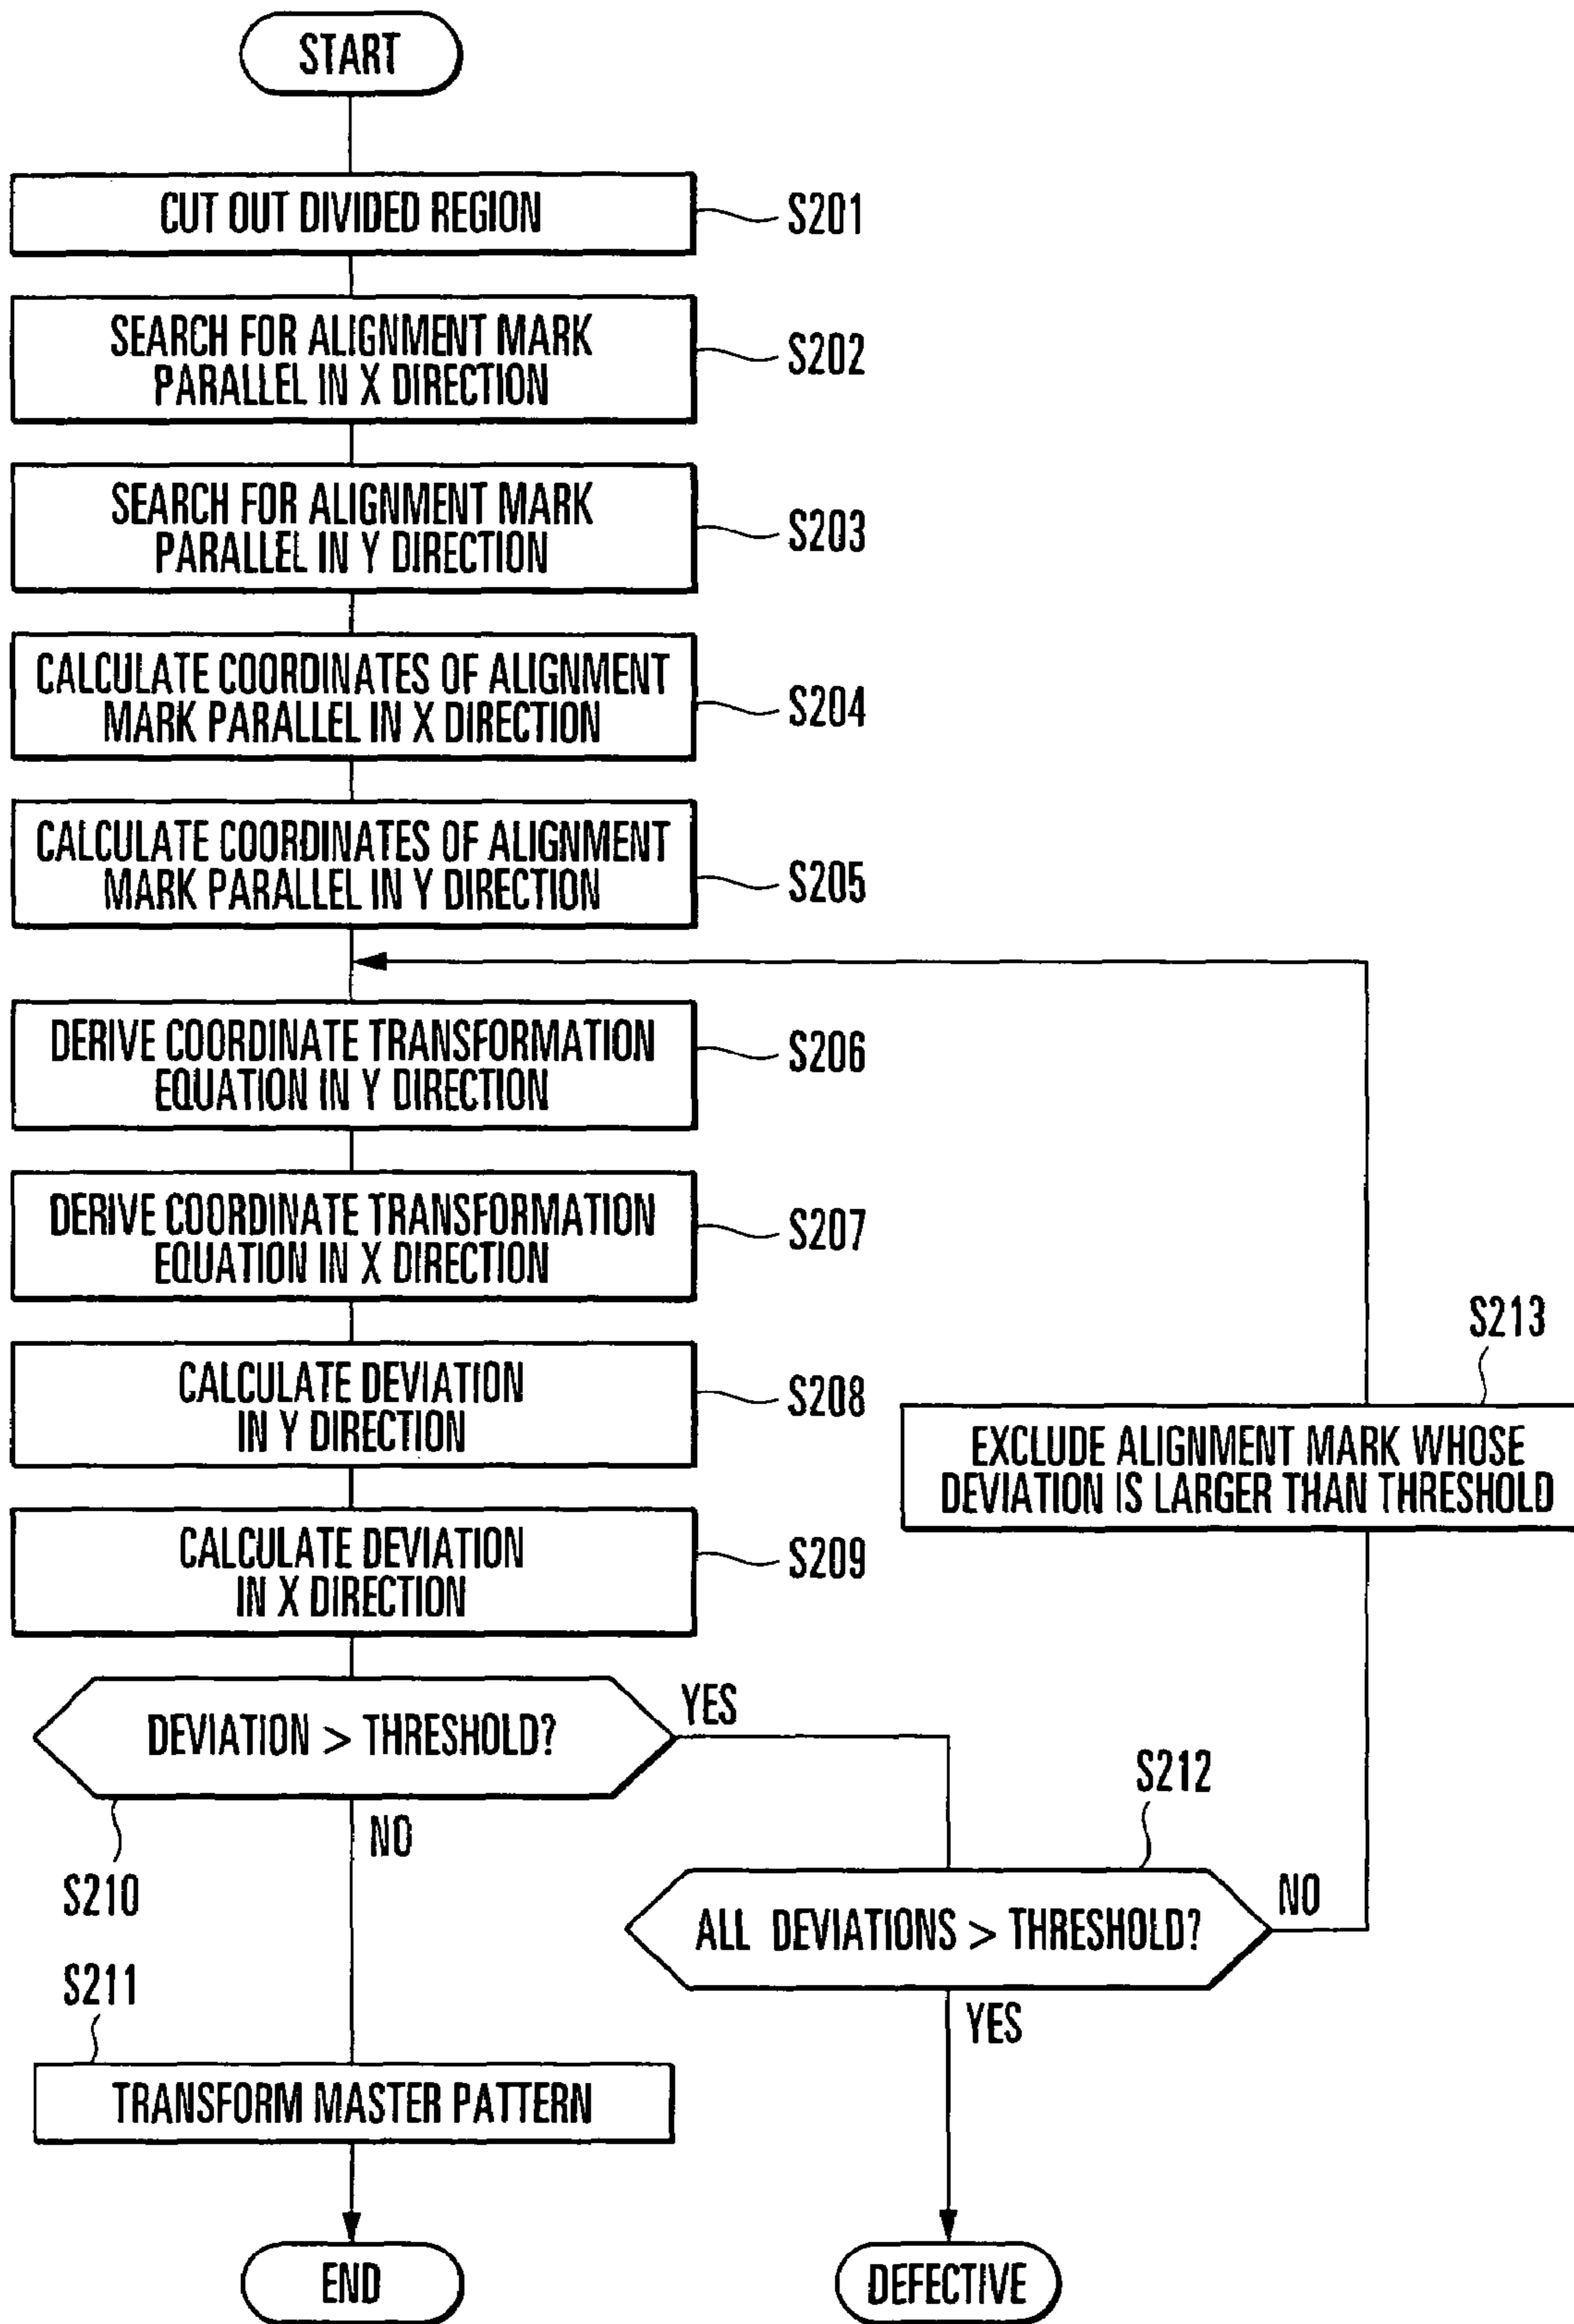 START
CUT OUT DIVIDED REGION
S201
SEARCH FOR ALIGNMENT MARK
PARALLEL IN X DIRECTION
S202
SEARCH FOR ALIGNMENT MARK
PARALLEL IN Y DIRECTION
S203
CALCULATE COORDINATES OF ALIGNMENT
MARK PARALLEL IN X DIRECTION
S204
CALCULATE COORDINATES OF ALIGNMENT
MARK PARALLEL IN Y DIRECTION
S205
DERIVE COORDINATE TRANSFORMATION
EQUATION IN Y DIRECTION
S206
DERIVE COORDINATE TRANSFORMATION
EQUATION IN X DIRECTION
S207
CALCULATE DEVIATION
IN Y DIRECTION
S208
S213
EXCLUDE ALIGNMENT MARK WHOSE
DEVIATION IS LARGER THAN THRESHOLD
CALCULATE DEVIATION
IN X DIRECTION
S209
DEVIATION > THRESHOLD?
YES
NO
S210
S212
ALL DEVIATIONS > THRESHOLD?
NO
YES
S211
TRANSFORM MASTER PATTERN
END
DEFECTIVE